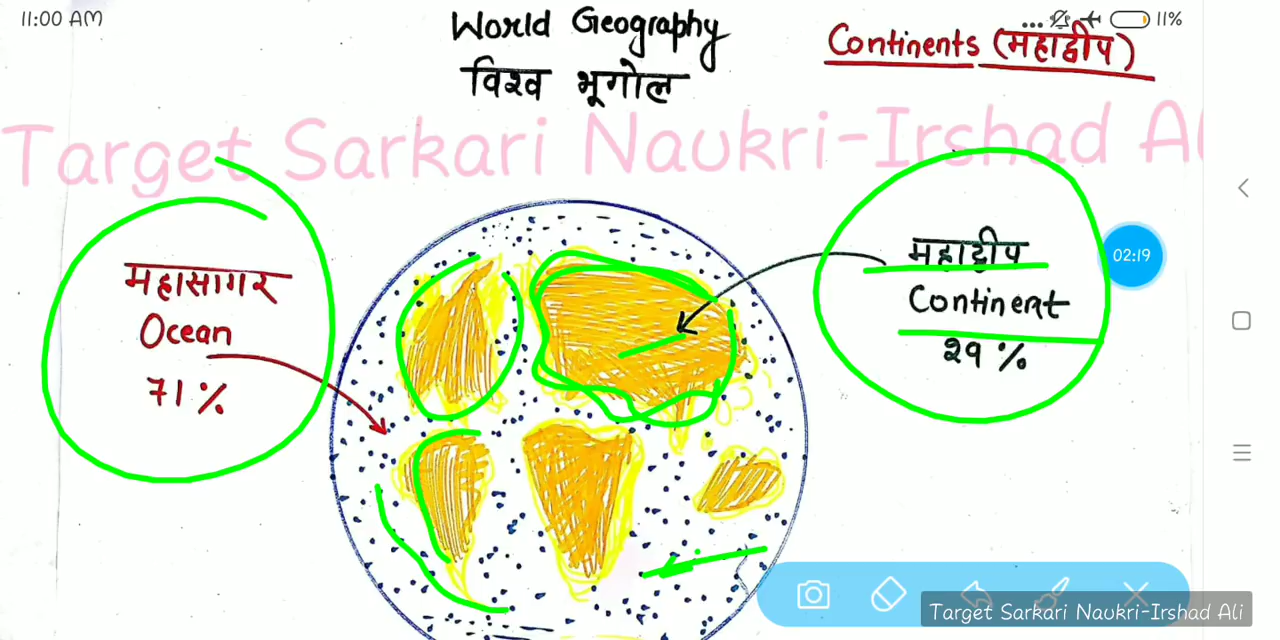 11:00 AM
11%
World Geography
विश्व भूगोल
Continents (महाद्वीप)
Target Sarkari Naukri-Irshad Al
महासागर
Ocean
71%
महाद्वीप
Continent
29%
02:19
Target Sarkari Naukri-Irshad Ali